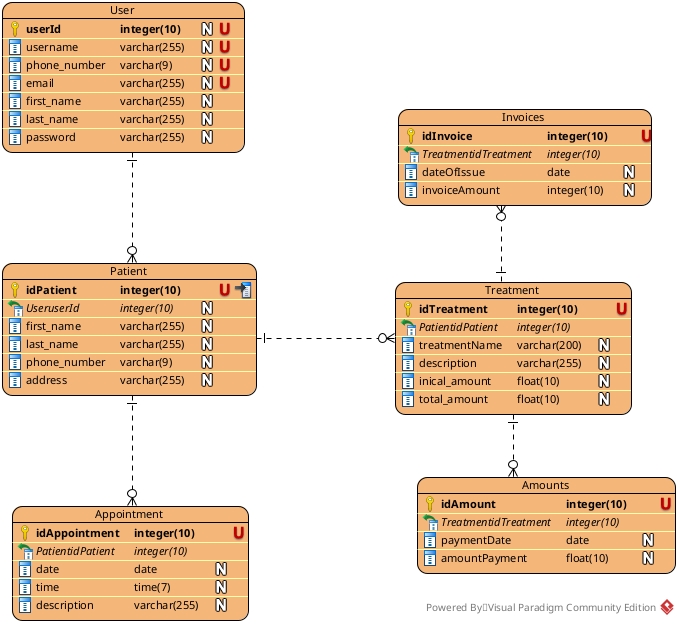 User
userId integer(10) N U
username varchar(255) N U
phone_number varchar(9) N U
email varchar(255) N U
first_name varchar(255) N
last_name varchar(255) N
password varchar(255) N
Invoices
idInvoice integer(10) U
TreatmentidTreatment integer(10)
dateOfIssue date N
invoiceAmount integer(10) N
Patient
idPatient integer(10) U
UseruserId integer(10) N
first_name varchar(255) N
last_name varchar(255) N
phone_number varchar(9) N
address varchar(255) N
Treatment
idTreatment integer(10) U
PatientidPatient integer(10)
treatmentName varchar(200) N
description varchar(255) N
inical_amount float(10) N
total_amount float(10) N
Appointment
idAppointment integer(10) U
PatientidPatient integer(10)
date date N
time time(7) N
description varchar(255) N
Amounts
idAmount integer(10) U
TreatmentidTreatment integer(10)
paymentDate date N
amountPayment float(10) N
Powered By Visual Paradigm Community Edition